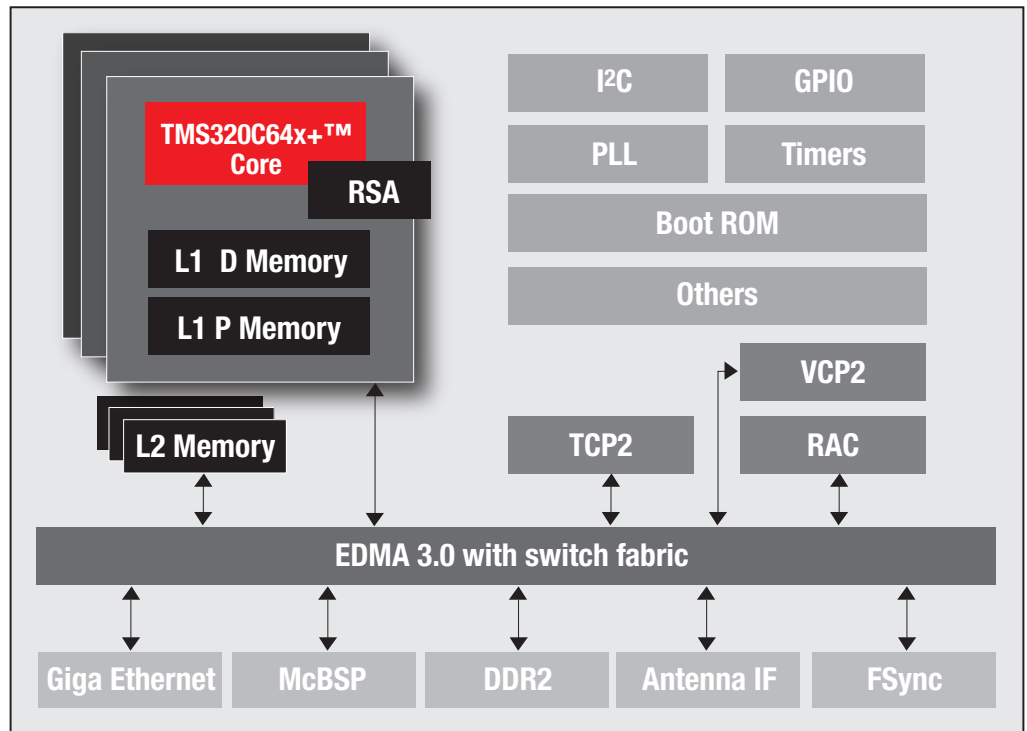 TMS320C64x+™
Core
RSA
L1 D Memory
L1 P Memory
L2 Memory
I²C
GPIO
PLL
Timers
Boot ROM
Others
VCP2
TCP2
RAC
EDMA 3.0 with switch fabric
Giga Ethernet
McBSP
DDR2
Antenna IF
FSync